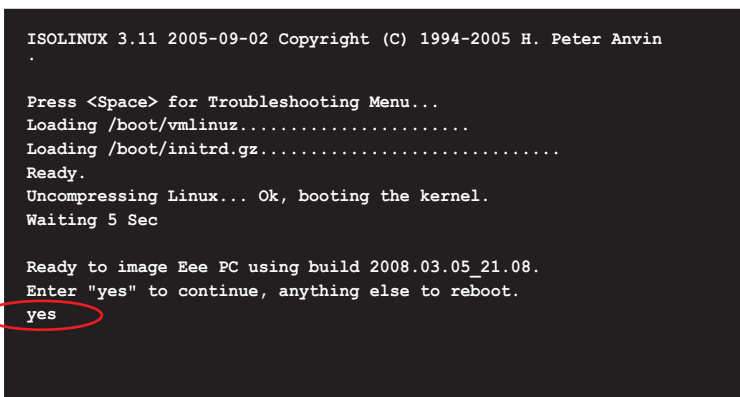 ISOLINUX 3.11 2005-09-02 Copyright (C) 1994-2005 H. Peter Anvin
.
Press <Space> for Troubleshooting Menu...
Loading /boot/vmlinuz.......................
Loading /boot/initrd.gz..............................
Ready.
Uncompressing Linux... Ok, booting the kernel.
Waiting 5 Sec
Ready to image Eee PC using build 2008.03.05_21.08.
Enter "yes" to continue, anything else to reboot.
yes